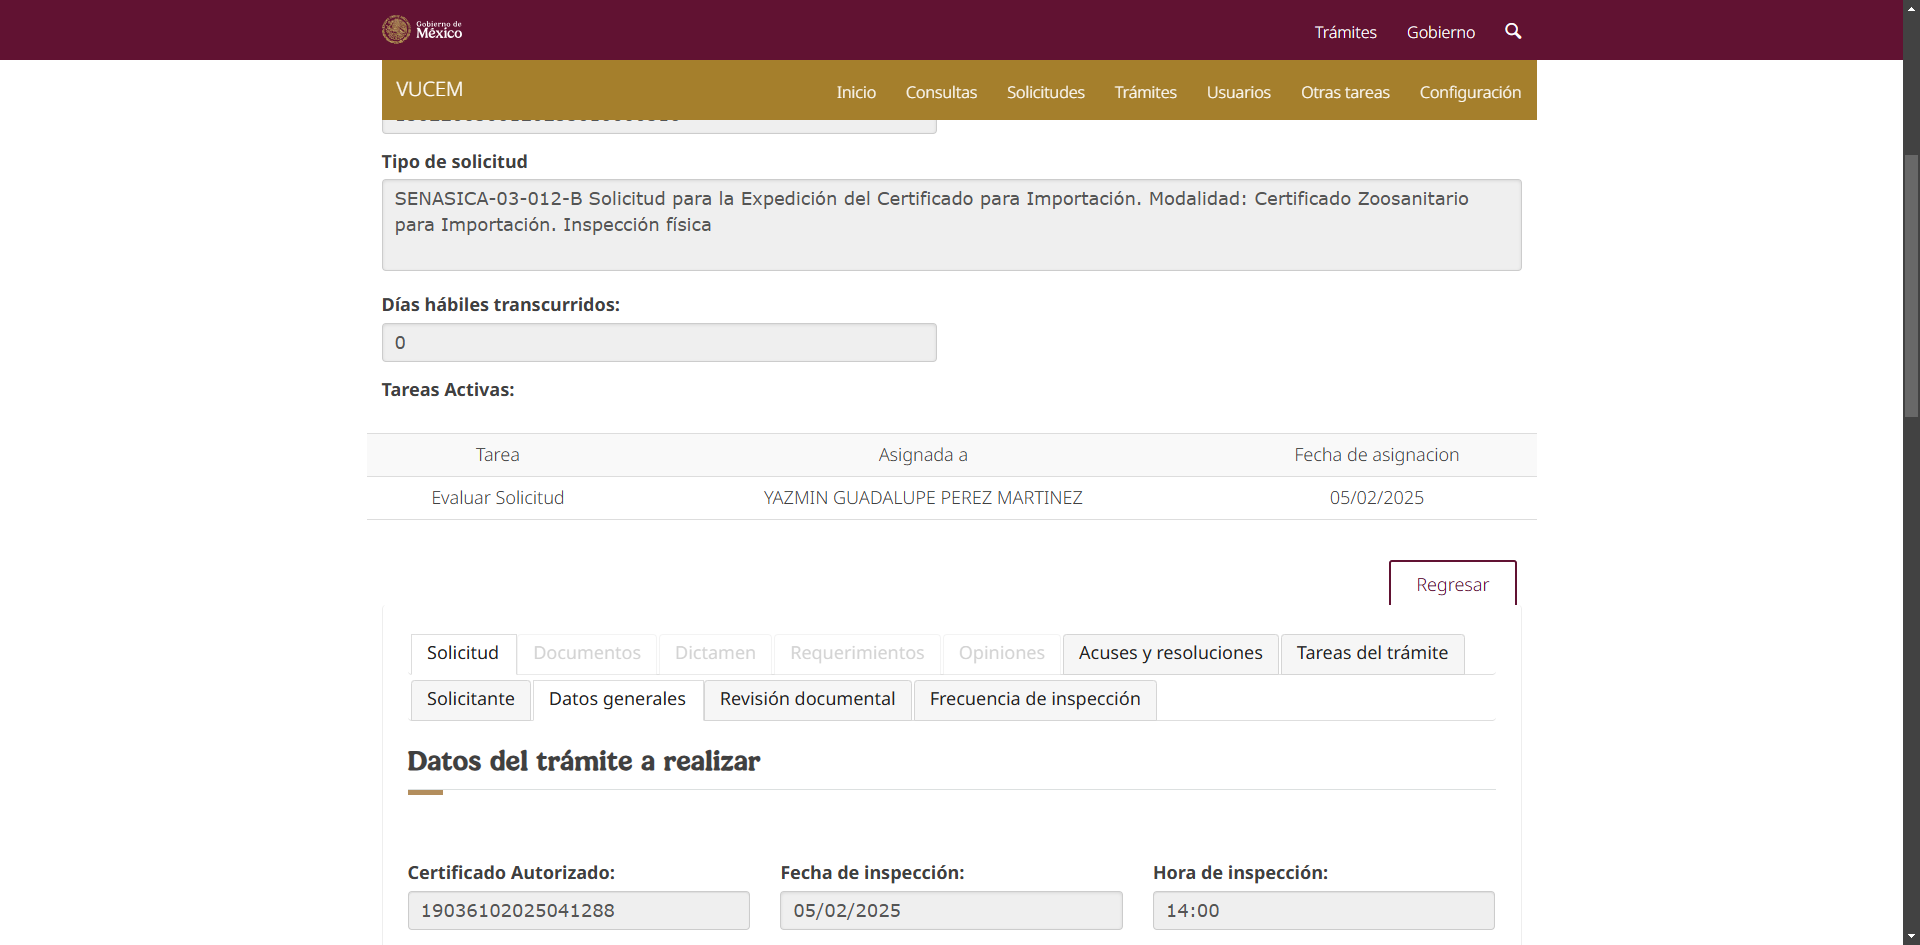 Gobierno de
México
Trámites
Gobierno
VUCEM
Inicio
Consultas
Solicitudes
Trámites
Usuarios
Otras tareas
Configuración
Tipo de solicitud
SENASICA-03-012-B Solicitud para la Expedición del Certificado para Importación. Modalidad: Certificado Zoosanitario
para Importación. Inspección física
Días hábiles transcurridos:
0
Tareas Activas:
Tarea
Asignada a
Fecha de asignacion
Evaluar Solicitud
YAZMIN GUADALUPE PEREZ MARTINEZ
05/02/2025
Regresar
Solicitud
Documentos
Dictamen
Requerimientos
Opiniones
Acuses y resoluciones
Tareas del trámite
Solicitante
Datos generales
Revisión documental
Frecuencia de inspección
Datos del trámite a realizar
Certificado Autorizado:
Fecha de inspección:
Hora de inspección:
19036102025041288
05/02/2025
14:00